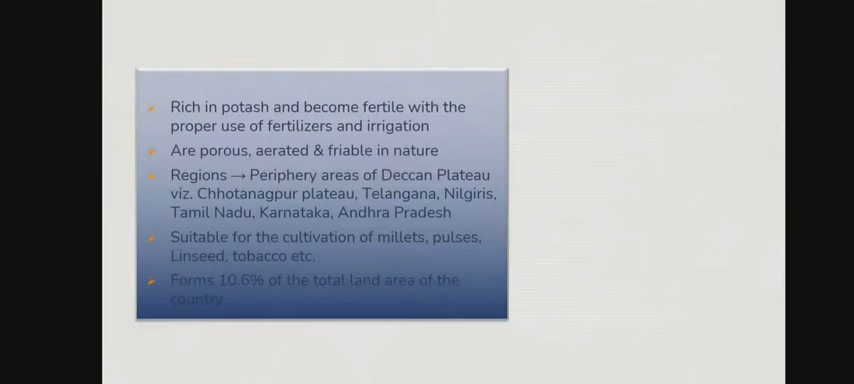 Rich in potash and become fertile with the
proper use of fertilizers and irrigation
Are porous, aerated & friable in nature
Regions → Periphery areas of Deccan Plateau
viz. Chhotanagpur plateau, Telangana, Nilgiris,
Tamil Nadu, Karnataka, Andhra Pradesh
Suitable for the cultivation of millets, pulses,
Linseed, tobacco etc.
Forms 10.6% of the total land area of the
country